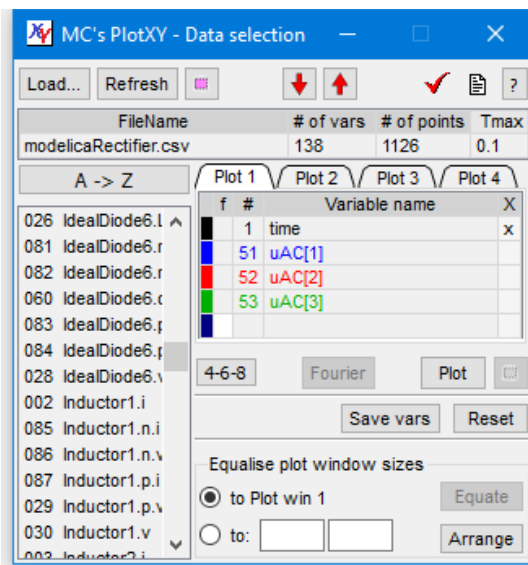 MC's PlotXY - Data selection
Load... Refresh ?
FileName # of vars # of points Tmax
modelicaRectifier.csv 138 1126 0.1
A -> Z
Plot 1 Plot 2 Plot 3 Plot 4
f # Variable name X
1 time x
51 uAC[1]
52 uAC[2]
53 uAC[3]
026 IdealDiode6.L
081 IdealDiode6.r
082 IdealDiode6.r
060 IdealDiode6.c
083 IdealDiode6.p
084 IdealDiode6.p
028 IdealDiode6.v
002 Inductor1.i
085 Inductor1.n.i
086 Inductor1.n.v
087 Inductor1.p.i
029 Inductor1.p.v
030 Inductor1.v
003 Inductor2.i
4-6-8 Fourier Plot
Save vars Reset
Equalise plot window sizes
to Plot win 1 Equate
to: Arrange